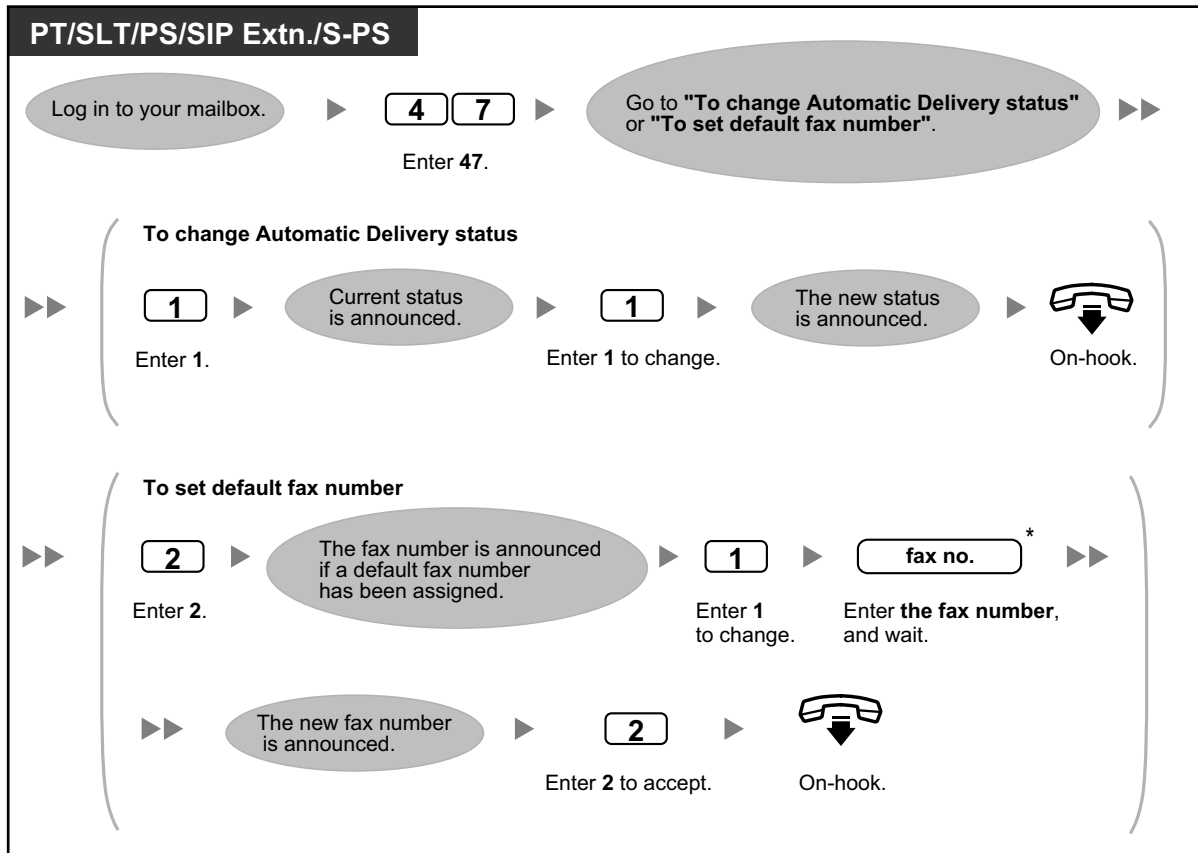 PT/SLT/PS/SIP Extn./S-PS
Log in to your mailbox.
4 7
Enter 47.
Go to "To change Automatic Delivery status"
or "To set default fax number".
To change Automatic Delivery status
1
Enter 1.
Current status
is announced.
1
Enter 1 to change.
The new status
is announced.
On-hook.
To set default fax number
2
Enter 2.
The fax number is announced
if a default fax number
has been assigned.
1
Enter 1
to change.
fax no.*
Enter the fax number,
and wait.
The new fax number
is announced.
2
Enter 2 to accept.
On-hook.